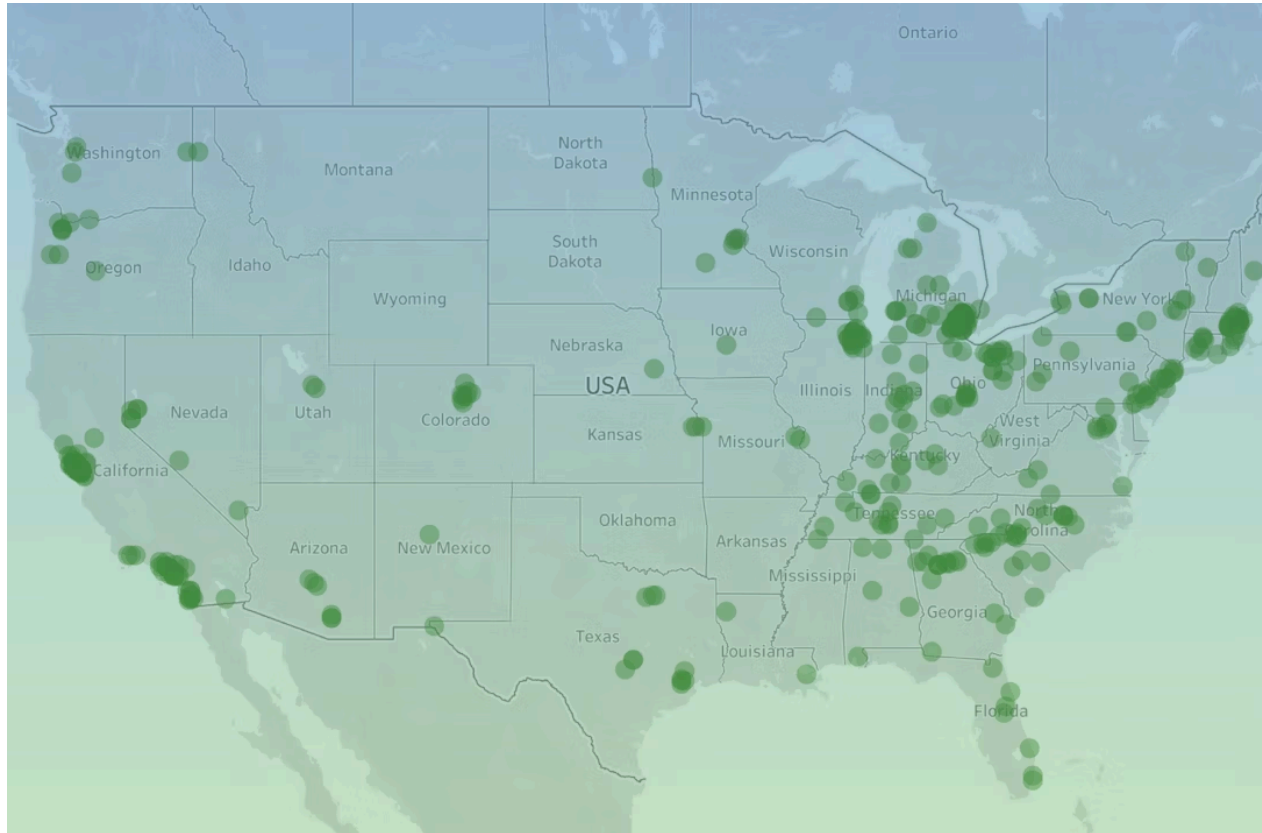 Ontario
Washington
Montana
North
Dakota
Minnesota
South
Dakota
Wisconsin
Oregon
Idaho
Wyoming
Michigan
New York
Iowa
Nebraska
USA
Pennsylvania
Illinois
Indiana
Ohio
Nevada
Utah
Colorado
Kansas
Missouri
West
Virginia
California
Kentucky
Oklahoma
Tennessee
North
Carolina
Arizona
New Mexico
Arkansas
Mississippi
Georgia
Texas
Louisiana
Florida